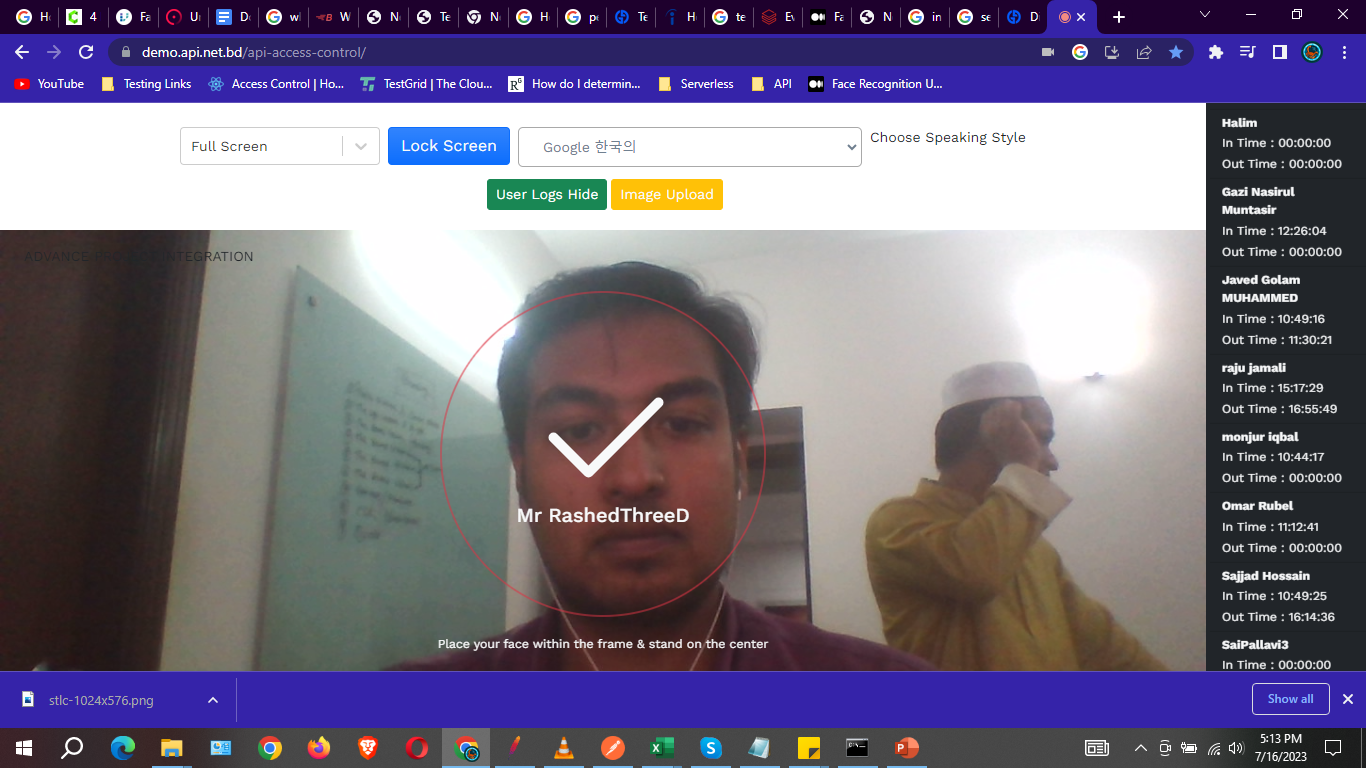 Ho
4
Fa
Ur
Do
wl
W
Ne
Te
Ne
H
pe
Te
H
te
Ev
Fa
N
in
se
Di
demo.api.net.bd/api-access-control/
YouTube
Testing Links
Access Control | Ho...
TestGrid | The Clou...
How do I determin...
Serverless
API
Face Recognition U...
Full Screen
Lock Screen
Google 한국의
Choose Speaking Style
User Logs Hide
Image Upload
ADVANCE
INTEGRATION
Mr RashedThreeD
Place your face within the frame & stand on the center
Halim
In Time : 00:00:00
Out Time : 00:00:00
Gazi Nasirul
Muntasir
In Time : 12:26:04
Out Time : 00:00:00
Javed Golam
MUHAMMED
In Time : 10:49:16
Out Time : 11:30:21
raju jamali
In Time : 15:17:29
Out Time : 16:55:49
monjur iqbal
In Time : 10:44:17
Out Time : 00:00:00
Omar Rubel
In Time : 11:12:41
Out Time : 00:00:00
Sajjad Hossain
In Time : 10:49:25
Out Time : 16:14:36
SaiPallavi3
In Time : 00:00:00
stlc-1024x576.png
Show all
5:13 PM
7/16/2023